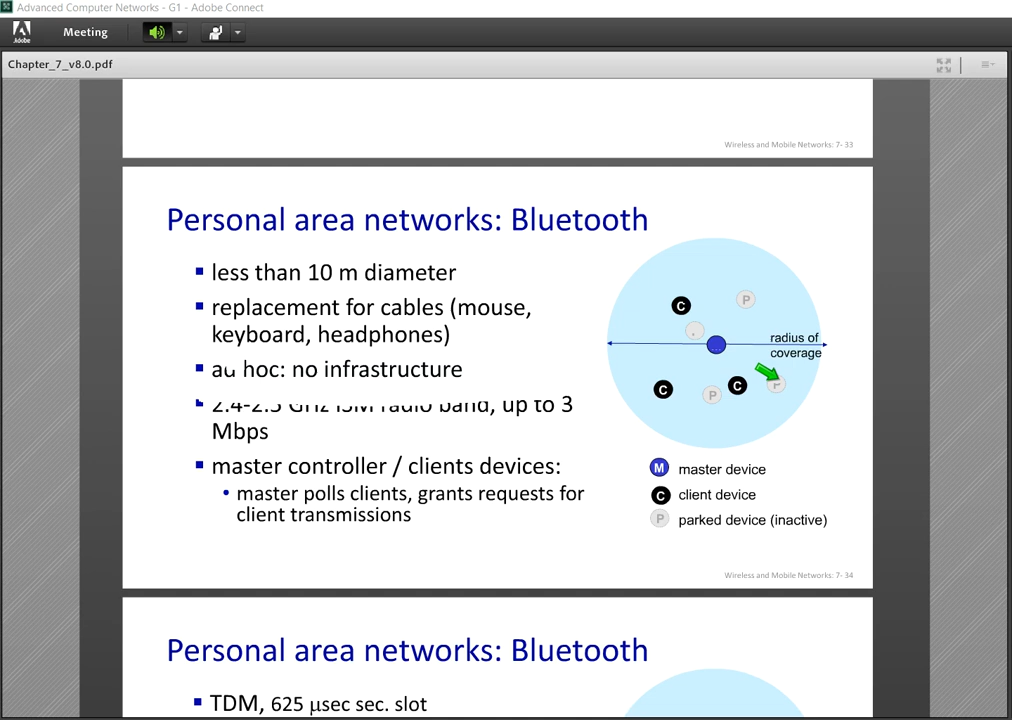 Advanced Computer Networks - G1 - Adobe Connect
Adobe
Meeting
Chapter_7_v8.0.pdf
Wireless and Mobile Networks: 7- 33
Personal area networks: Bluetooth
less than 10 m diameter
replacement for cables (mouse,
keyboard, headphones)
ad hoc: no infrastructure
2.4-2.5 GHz ISM radio band, up to 3
Mbps
master controller / clients devices:
master polls clients, grants requests for
client transmissions
C
P
radius of
coverage
C
P
C
P
M master device
C client device
P parked device (inactive)
Wireless and Mobile Networks: 7- 34
Personal area networks: Bluetooth
TDM, 625 μsec sec. slot